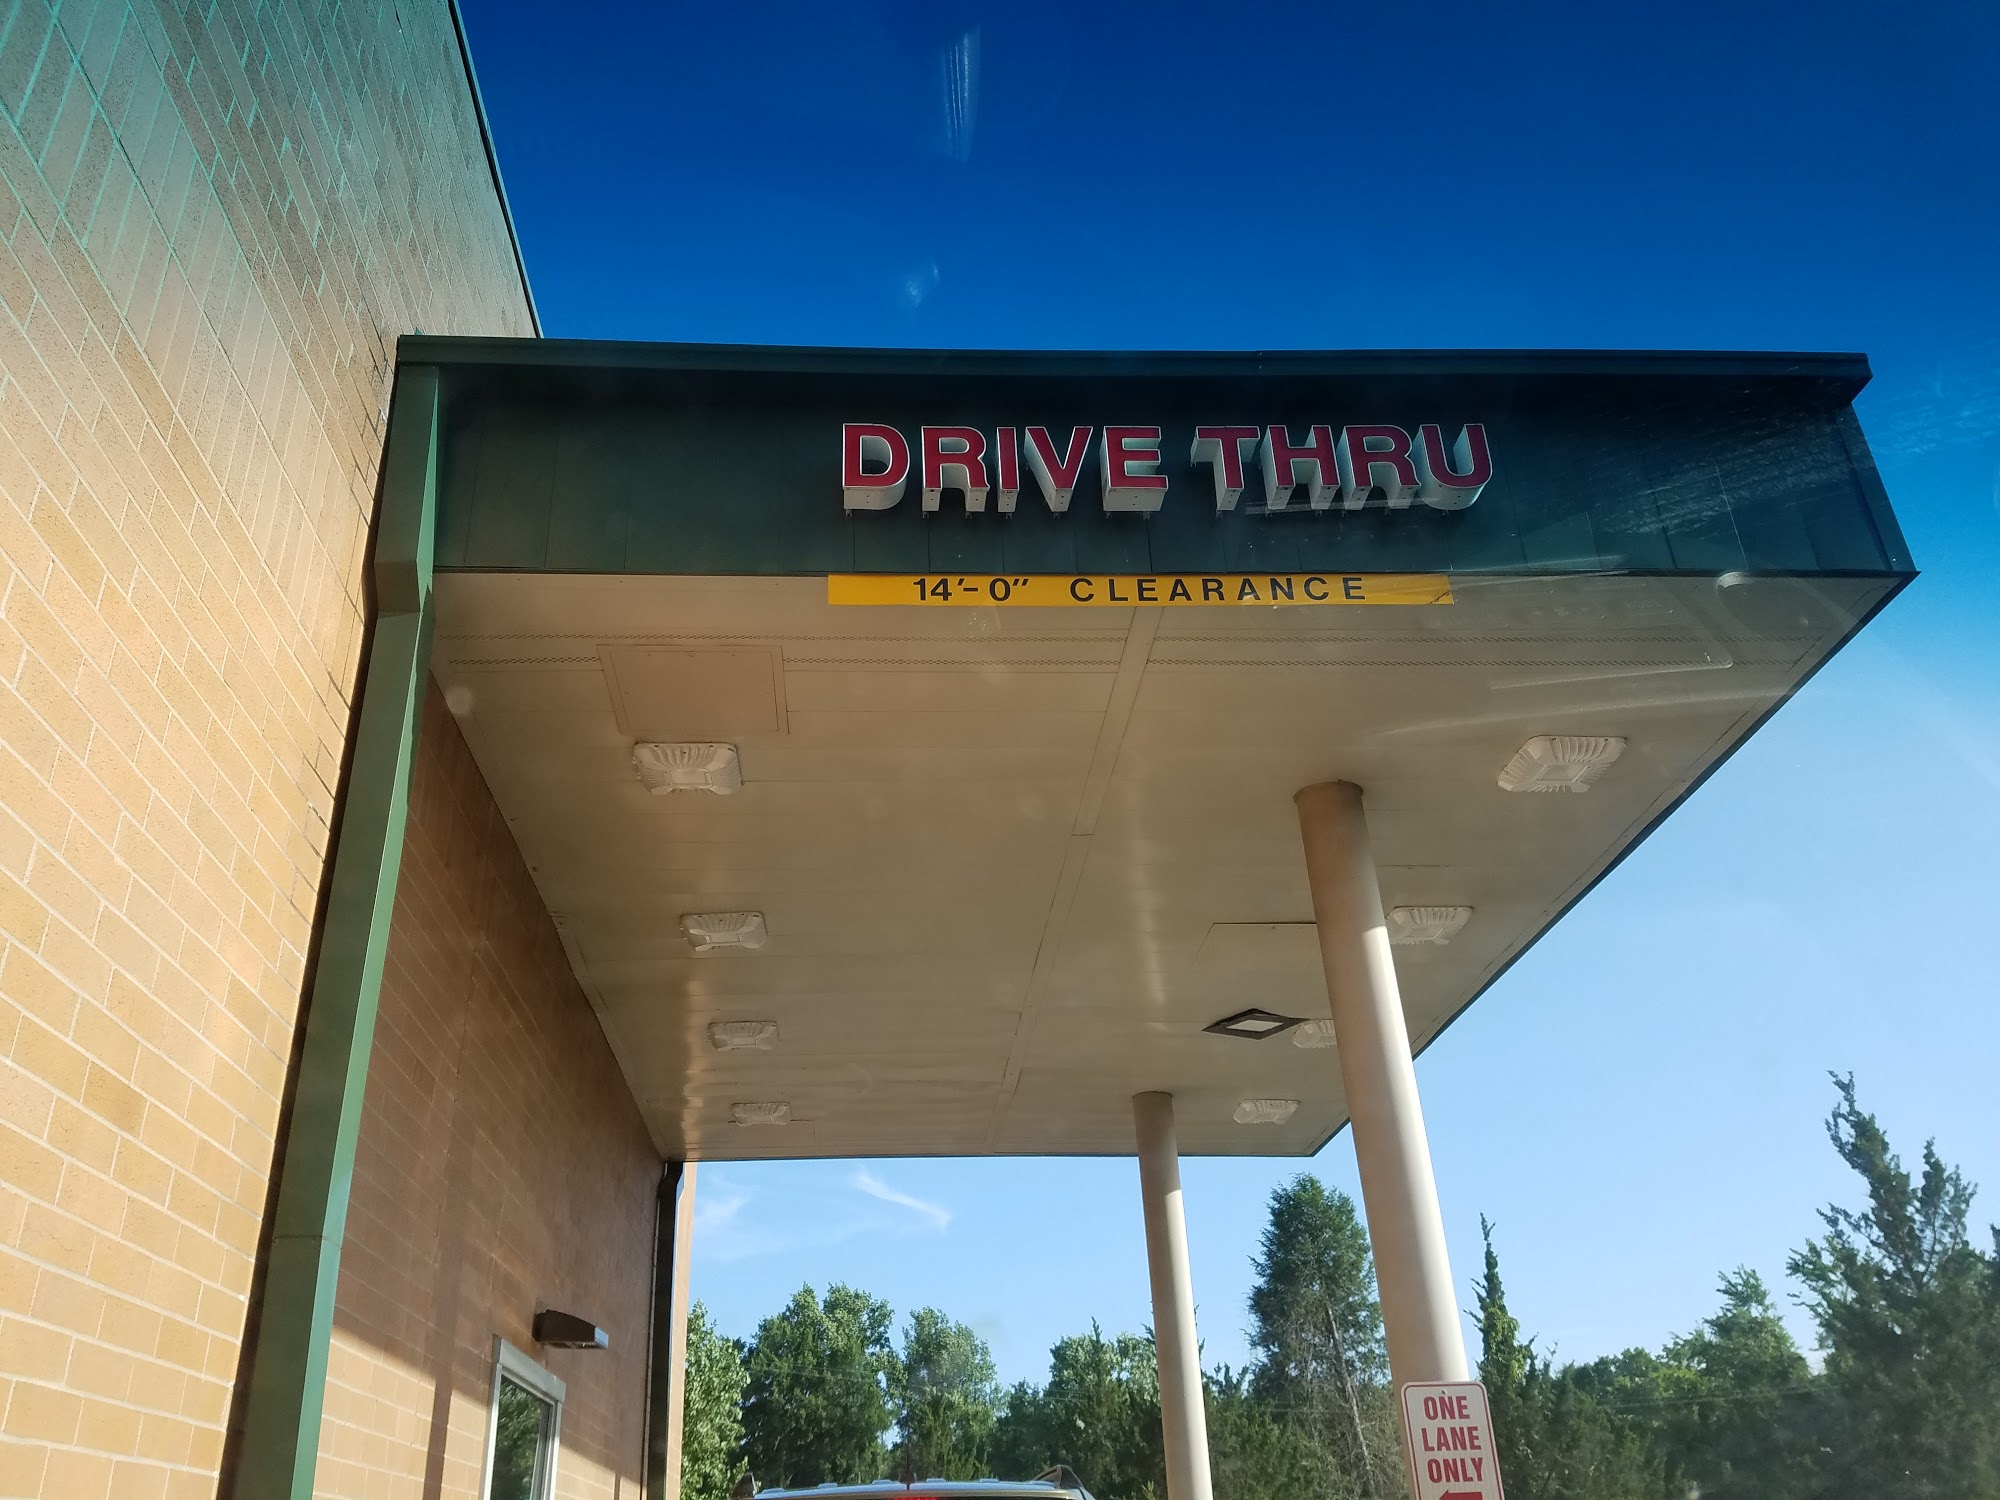 DRIVE THRU
14'-0" CLEARANCE
ONE
LANE
ONLY